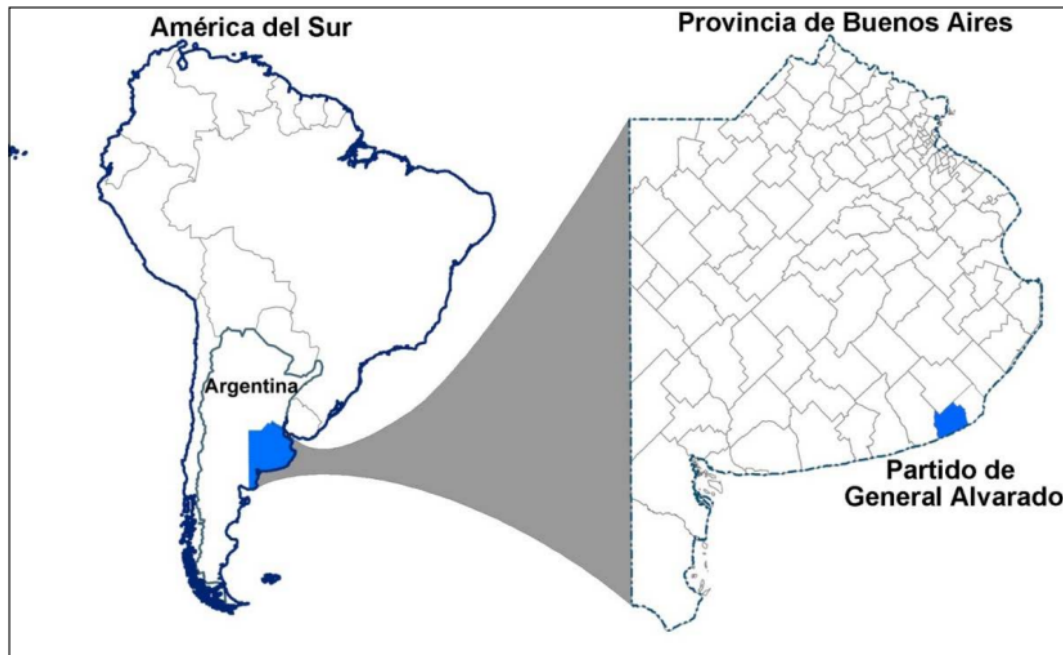 América del Sur
Provincia de Buenos Aires
Argentina
Partido de
General Alvarado